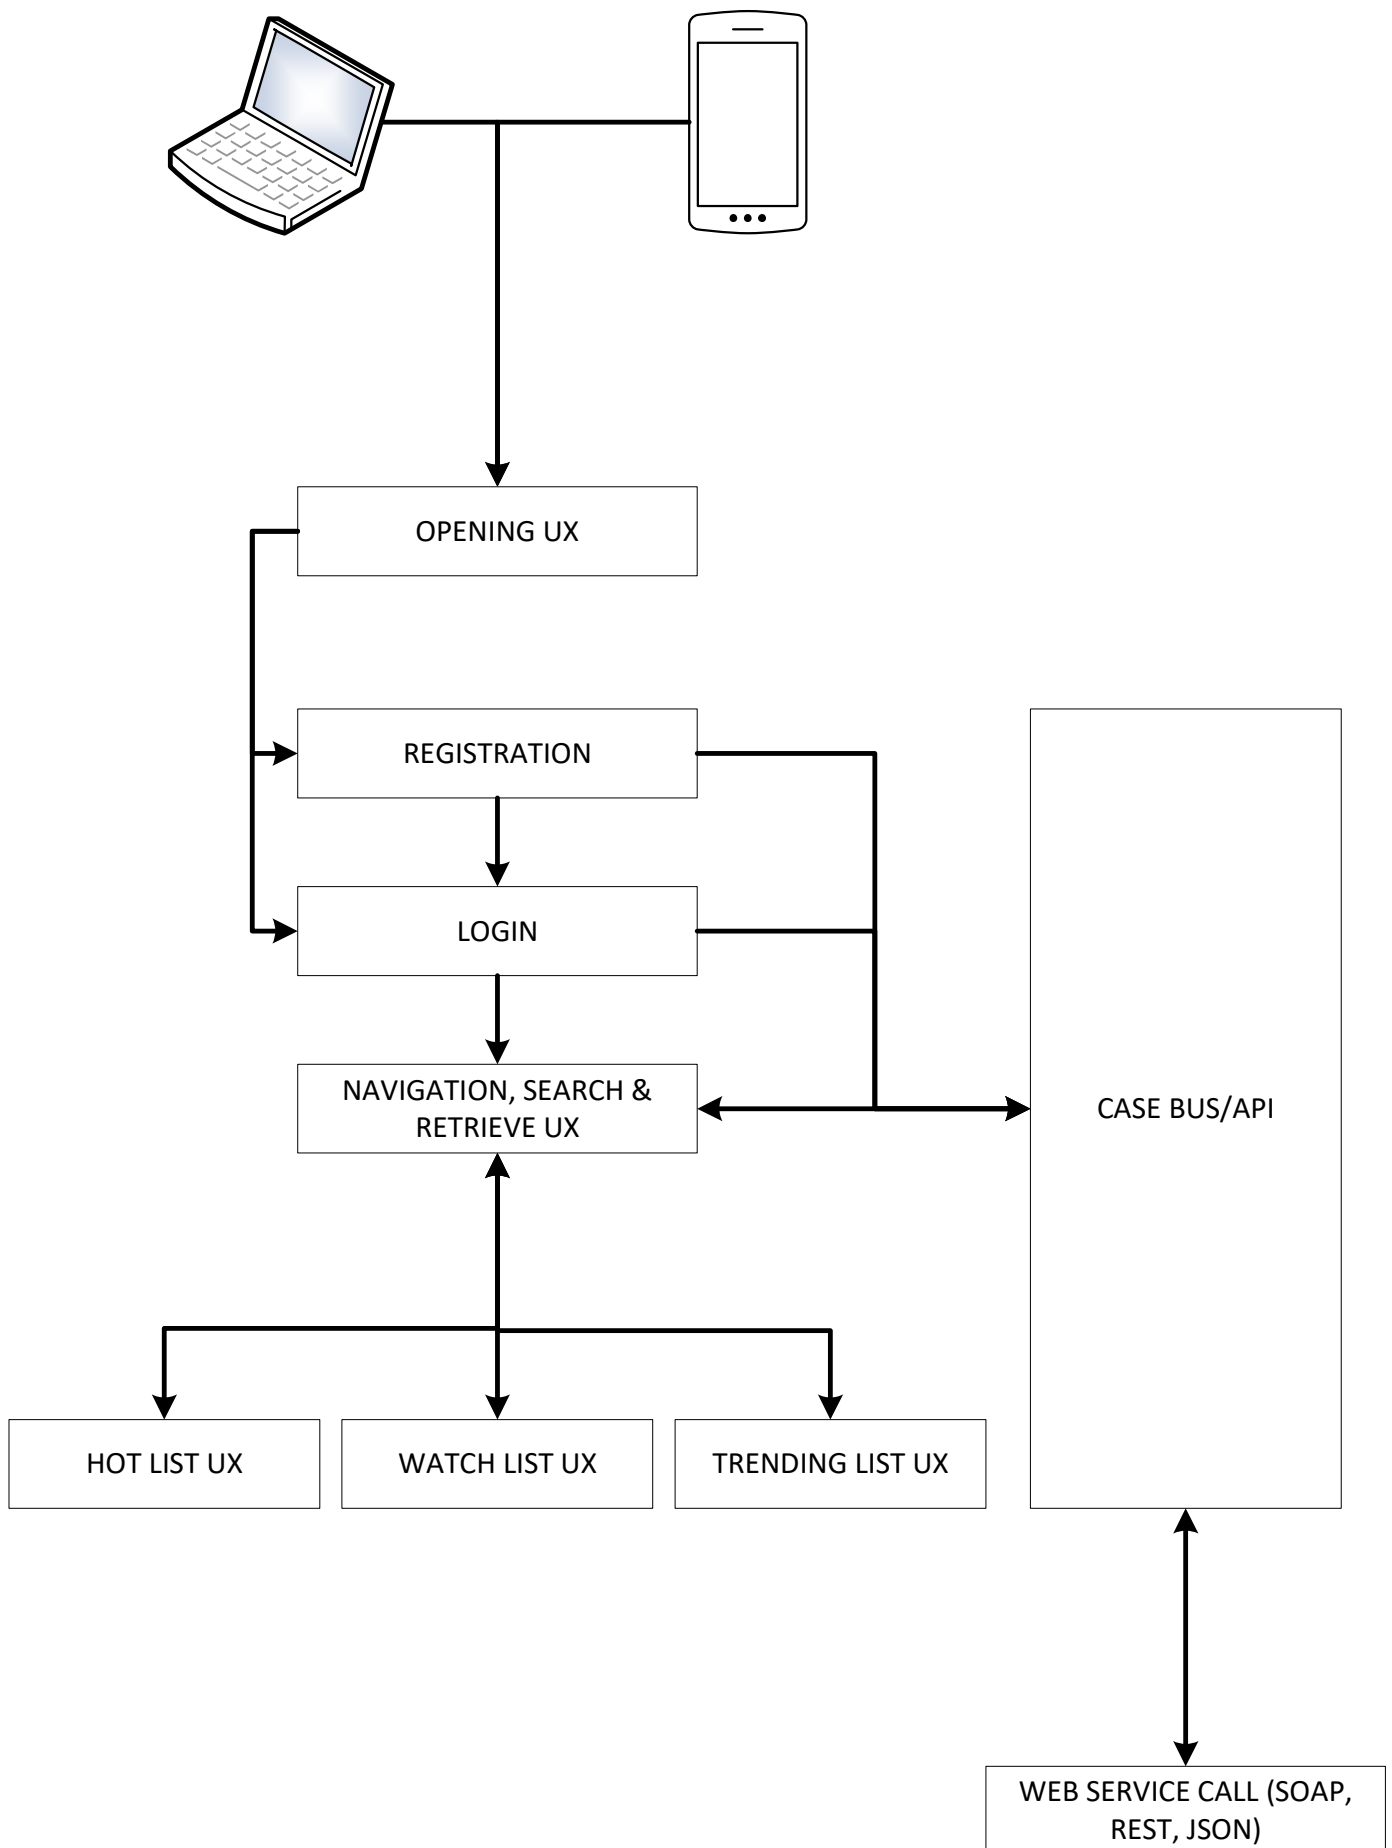 OPENING UX
REGISTRATION
LOGIN
NAVIGATION, SEARCH &
RETRIEVE UX
CASE BUS/API
HOT LIST UX
WATCH LIST UX
TRENDING LIST UX
WEB SERVICE CALL (SOAP,
REST, JSON)